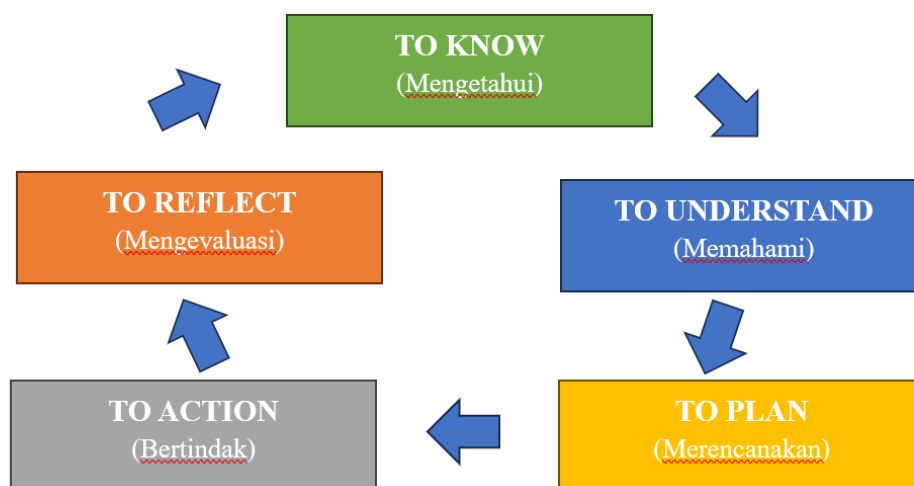 TO KNOW
(Mengetahui)
TO UNDERSTAND
(Memahami)
TO PLAN
(Merencanakan)
TO ACTION
(Bertindak)
TO REFLECT
(Mengevaluasi)